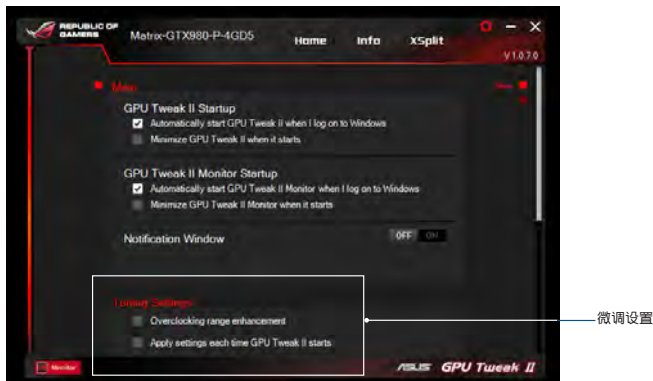 REPUBLIC OF
GAMERS
Matrix-GTX980-P-4GD5
Home Info XSplit
V 1.0.7.0
Main
GPU Tweak II Startup
Automatically start GPU Tweak II when I log on to Windows
Minimize GPU Tweak II when it starts
GPU Tweak II Monitor Startup
Automatically start GPU Tweak II Monitor when I log on to Windows
Minimize GPU Tweak II Monitor when it starts
Notification Window OFF ON
Tuning Settings
Overclocking range enhancement
Apply settings each time GPU Tweak II starts
微调设置
Monitor
ASUS GPU Tweak II